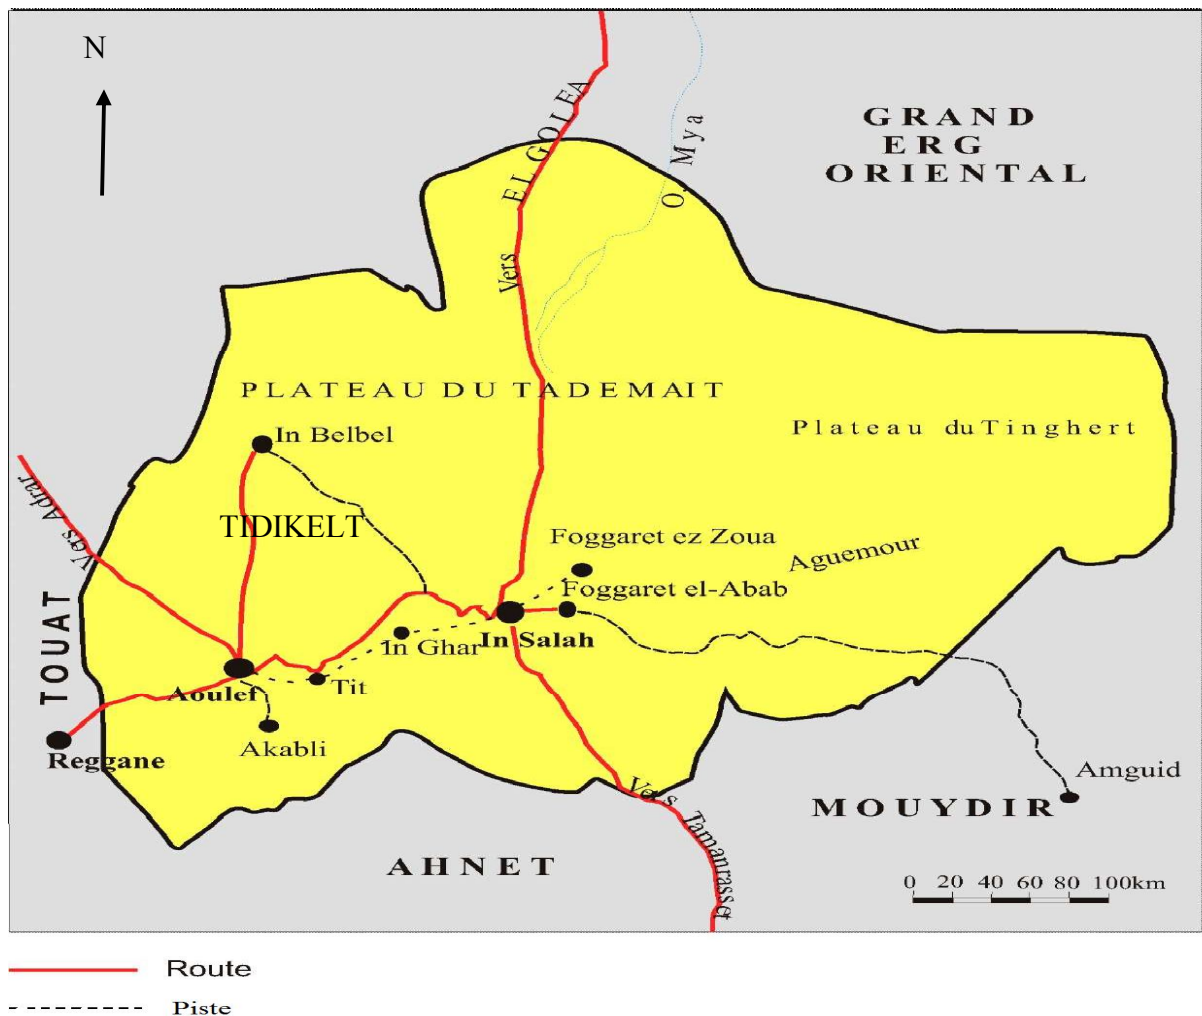 N
GRAND
ERG
ORIENTAL
O, Mya
Vers EL GOLEA
PLATEAU DU TADEMAIT
Plateau du Tinghert
In Belbel
Vers Adrar
TIDIKELT
Foggaret ez Zoua
Aguemour
Foggaret el-Abab
TOUAT
In Ghar
In Salah
Aoulef
Tit
Akabli
Reggane
Amguid
Vers Tamanrasset
MOUYDIR
AHNET
0 20 40 60 80 100km
Route
Piste